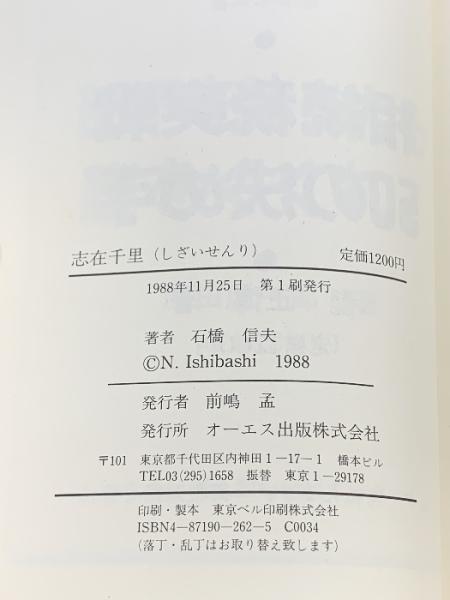 志在千里(しざいせんり) 定価1200円
1988年11月25日 第1刷発行
著者 石橋 信夫
©N. Ishibashi 1988
発行者 前嶋 孟
発行所 オーエス出版株式会社
〒101 東京都千代田区内神田1―17―1 橋本ビル
TEL03(295)1658 振替 東京1―29178
印刷・製本 東京ベル印刷株式会社
ISBN4―87190―262―5 C0034
(落丁・乱丁はお取り替え致します)